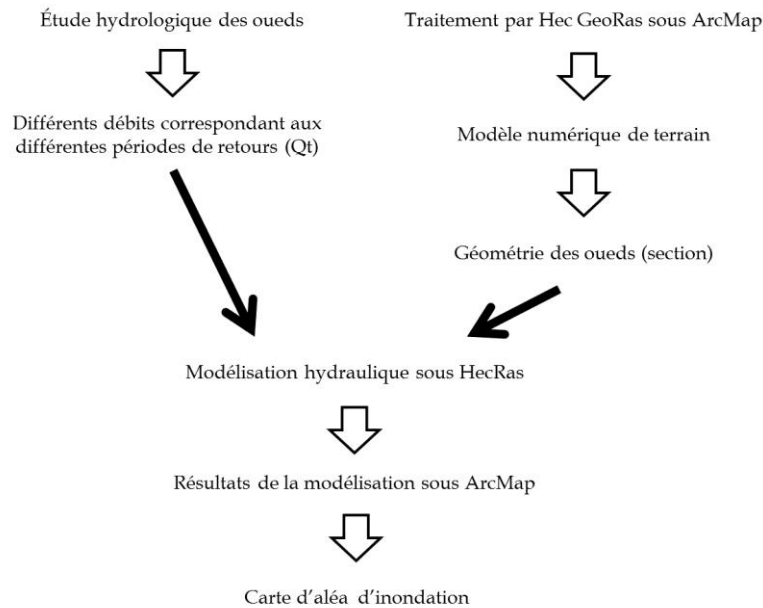 Étude hydrologique des oueds
Traitement par Hec GeoRas sous ArcMap
Différents débits correspondant aux
différentes périodes de retours (Qt)
Modèle numérique de terrain
Géométrie des oueds (section)
Modélisation hydraulique sous HecRas
Résultats de la modélisation sous ArcMap
Carte d’aléa d’inondation